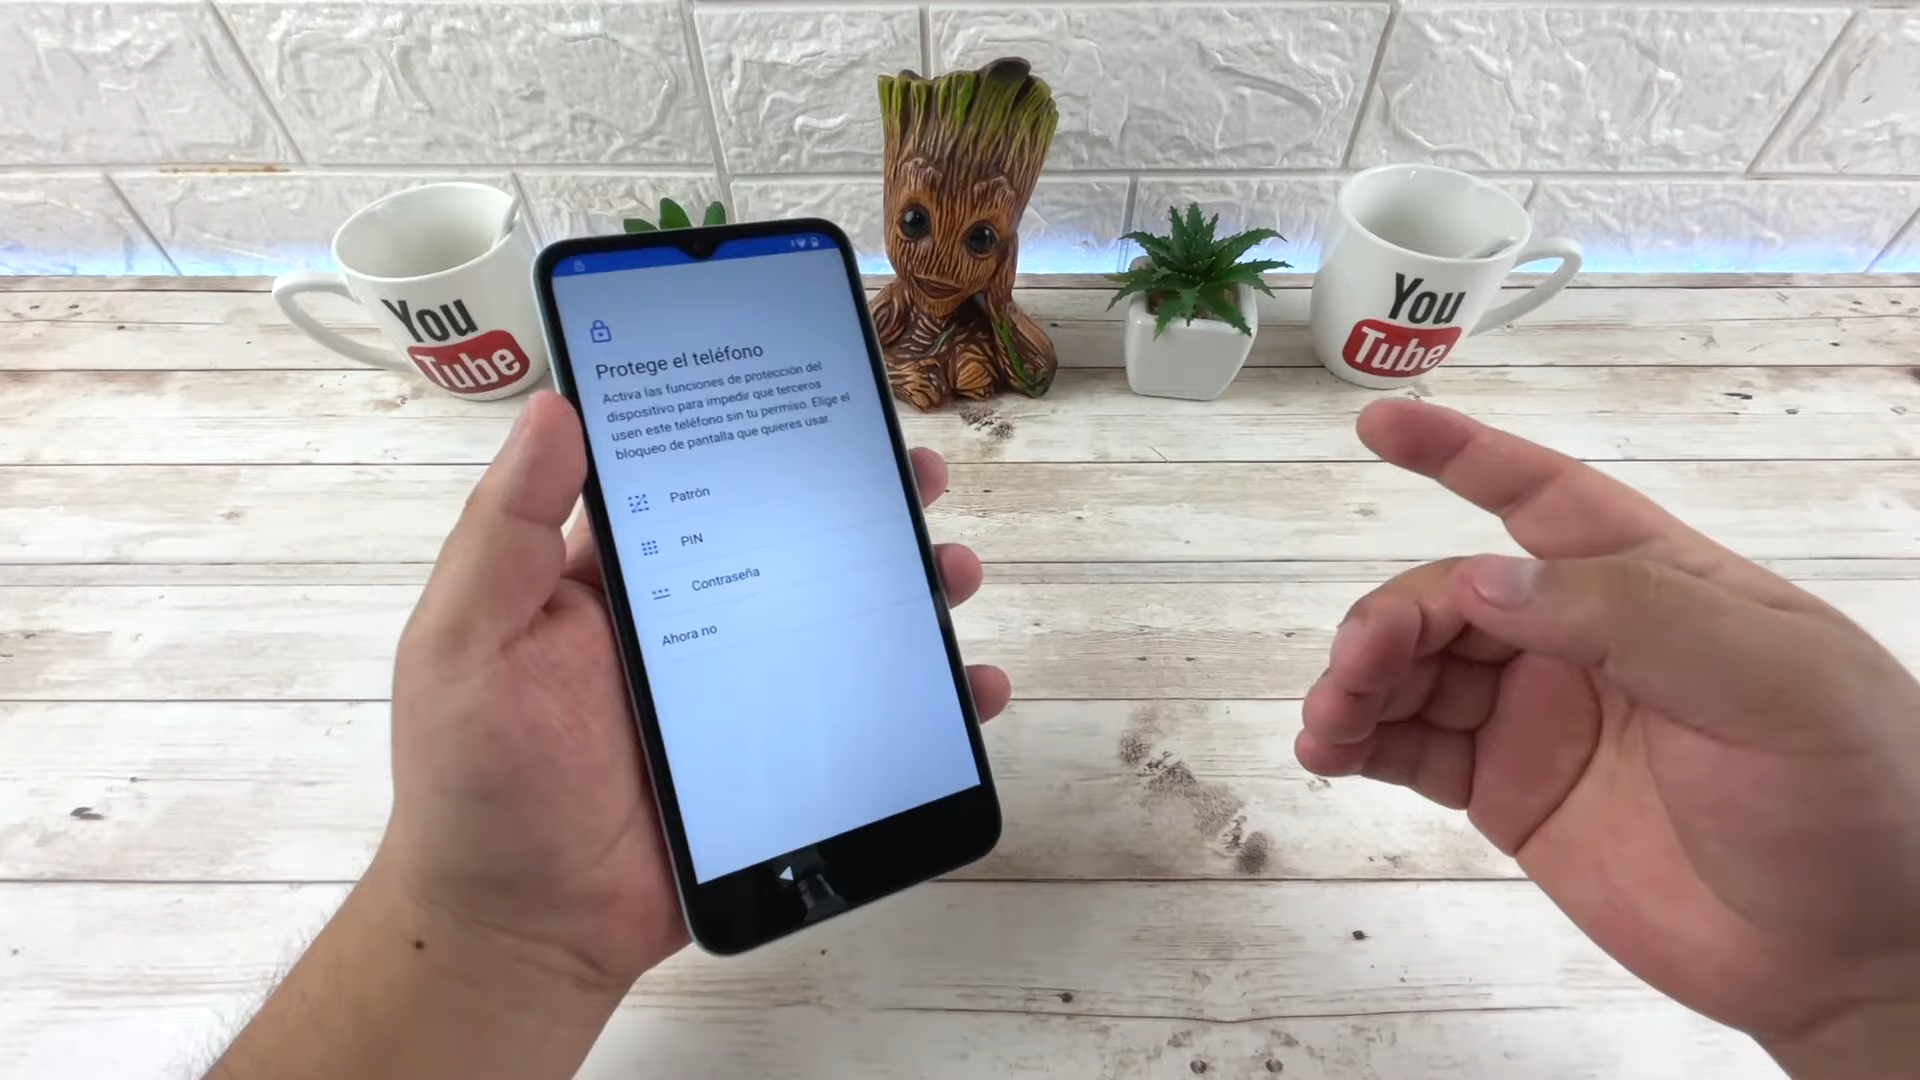 You
Tube
You
Tube
Protege el teléfono
Activa las funciones de protección del
dispositivo para impedir que terceros
usen este teléfono sin tu permiso. Elige el
bloqueo de pantalla que quieres usar.
Patrón
PIN
Contraseña
Ahora no